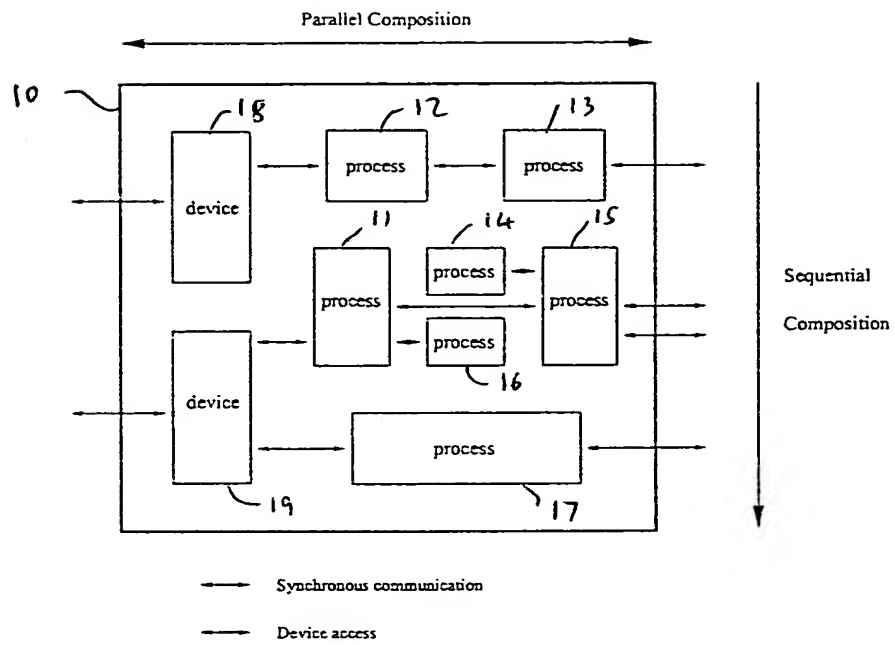 Parallel Composition
10
18
12
13
process
process
device
11
14
15
process
Sequential
process
process
Composition
process
16
device
process
19
17
Synchronous communication
Device access